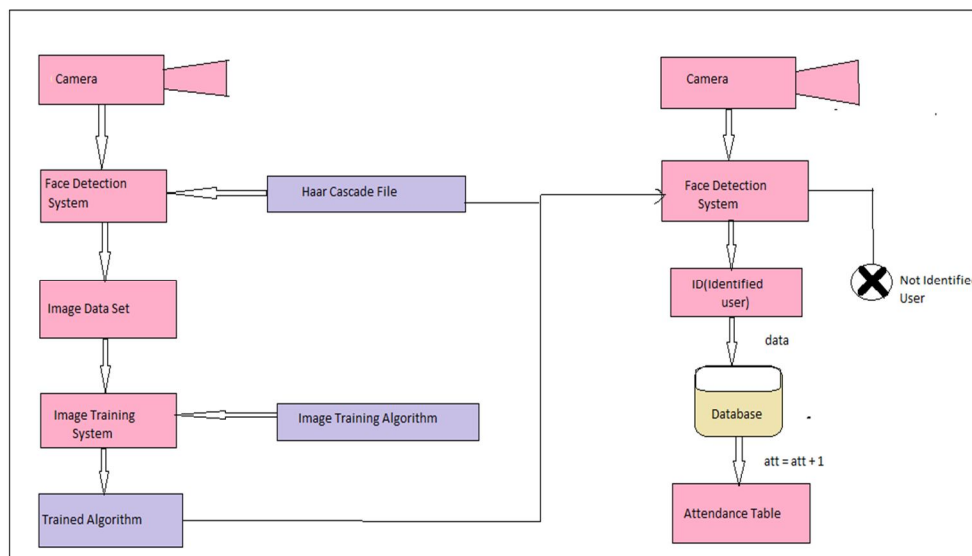 Camera
Face Detection
System
Haar Cascade File
Image Data Set
Image Training
System
Image Training Algorithm
Trained Algorithm
Camera
Face Detection
System
Not Identified
User
ID(Identified
user)
data
Database
att = att + 1
Attendance Table